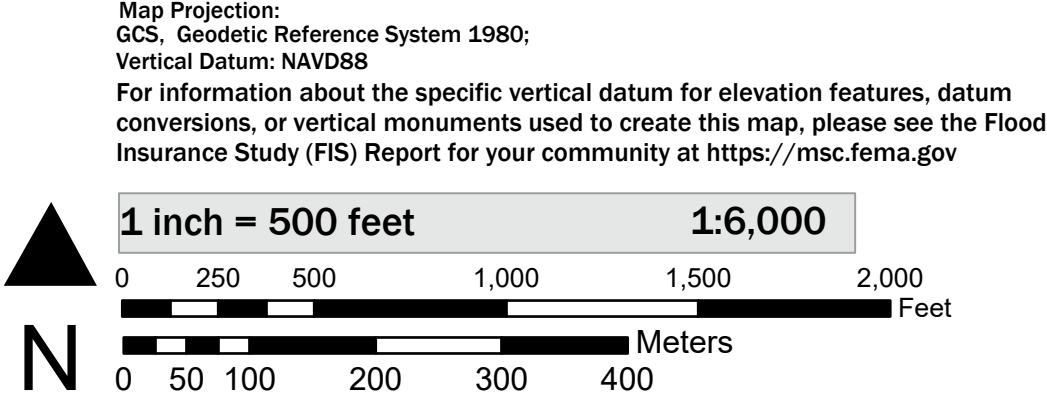 Map Projection:
GCS, Geodetic Reference System 1980;
Vertical Datum: NAVD88
For information about the specific vertical datum for elevation features, datum
conversions, or vertical monuments used to create this map, please see the Flood
Insurance Study (FIS) Report for your community at https://msc.fema.gov
1 inch = 500 feet 1:6,000
0 250 500 1,000 1,500 2,000
Feet
Meters
0 50 100 200 300 400
N